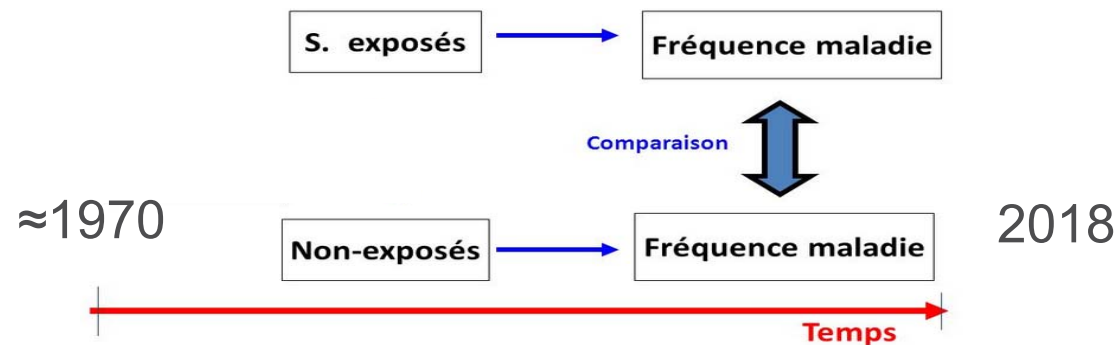 S. exposés
Fréquence maladie
Comparaison
≈1970
2018
Non-exposés
Fréquence maladie
Temps